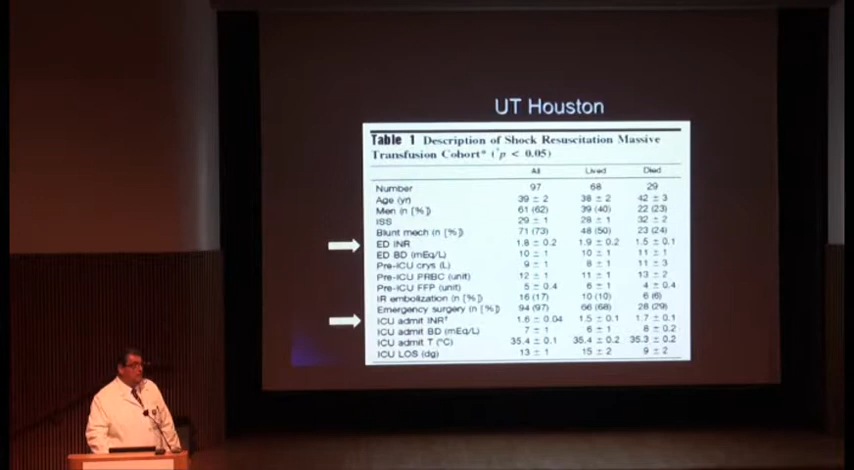 UT Houston
Table 1 Description of Shock Resuscitation Massive
Transfusion Cohort* (*p < 0.05)
All Lived Died
Number 97 68 29
Age (yr) 39 ± 2 38 ± 2 42 ± 3
Men (n [%]) 61 (62) 39 (40) 22 (23)
ISS 29 ± 1 28 ± 1 32 ± 2
Blunt mech (n [%]) 71 (73) 48 (50) 23 (24)
ED INR 1.8 ± 0.2 1.9 ± 0.2 1.5 ± 0.1
ED BD (mEq/L) 10 ± 1 10 ± 1 11 ± 1
Pre-ICU crys (L) 9 ± 1 8 ± 1 11 ± 3
Pre-ICU PRBC (unit) 12 ± 1 11 ± 1 13 ± 2
Pre-ICU FFP (unit) 5 ± 0.4 6 ± 1 4 ± 0.4
IR embolization (n [%]) 16 (17) 10 (10) 6 (6)
Emergency surgery (n [%]) 94 (97) 66 (68) 28 (29)
ICU admit INR† 1.6 ± 0.04 1.5 ± 0.1 1.7 ± 0.1
ICU admit BD (mEq/L) 7 ± 1 6 ± 1 8 ± 0.2
ICU admit T (°C) 35.4 ± 0.1 35.4 ± 0.2 35.3 ± 0.2
ICU LOS (dg) 13 ± 1 15 ± 2 9 ± 2